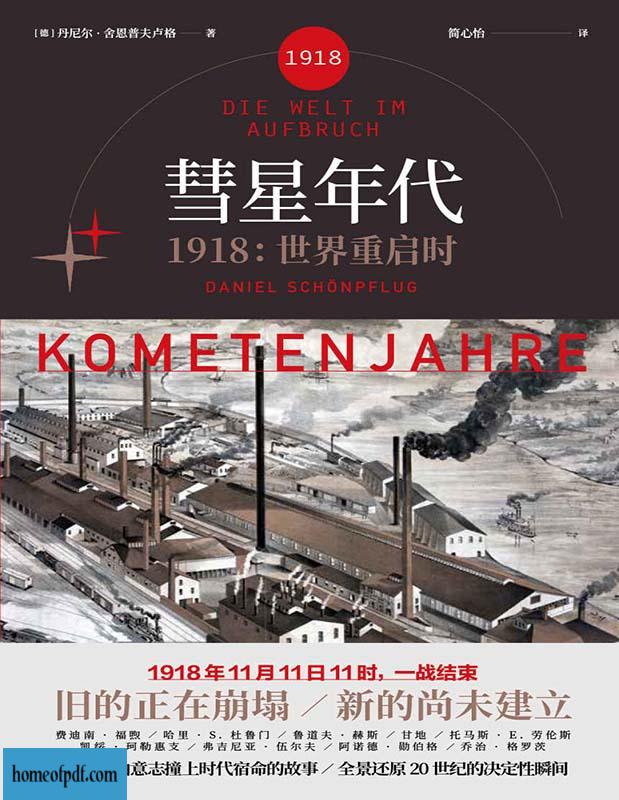 [德] 丹尼尔·舍恩普夫卢格 —— 著
简心怡 ———— 译
1918
DIE WELT IM
AUFBRUCH
彗星年代
1918：世界重启时
DANIEL SCHÖNPFLUG
KOMETENJAHRE
1918年11月11日11时，一战结束
旧的正在崩塌／新的尚未建立
费迪南·福煦／哈里·S. 杜鲁门／鲁道夫·赫斯／甘地／托马斯·E. 劳伦斯
凯绥·珂勒惠支／弗吉尼亚·伍尔夫／阿诺德·勋伯格／乔治·格罗茨
意志撞上时代宿命的故事／全景还原20世纪的决定性瞬间
homeofpdf.com